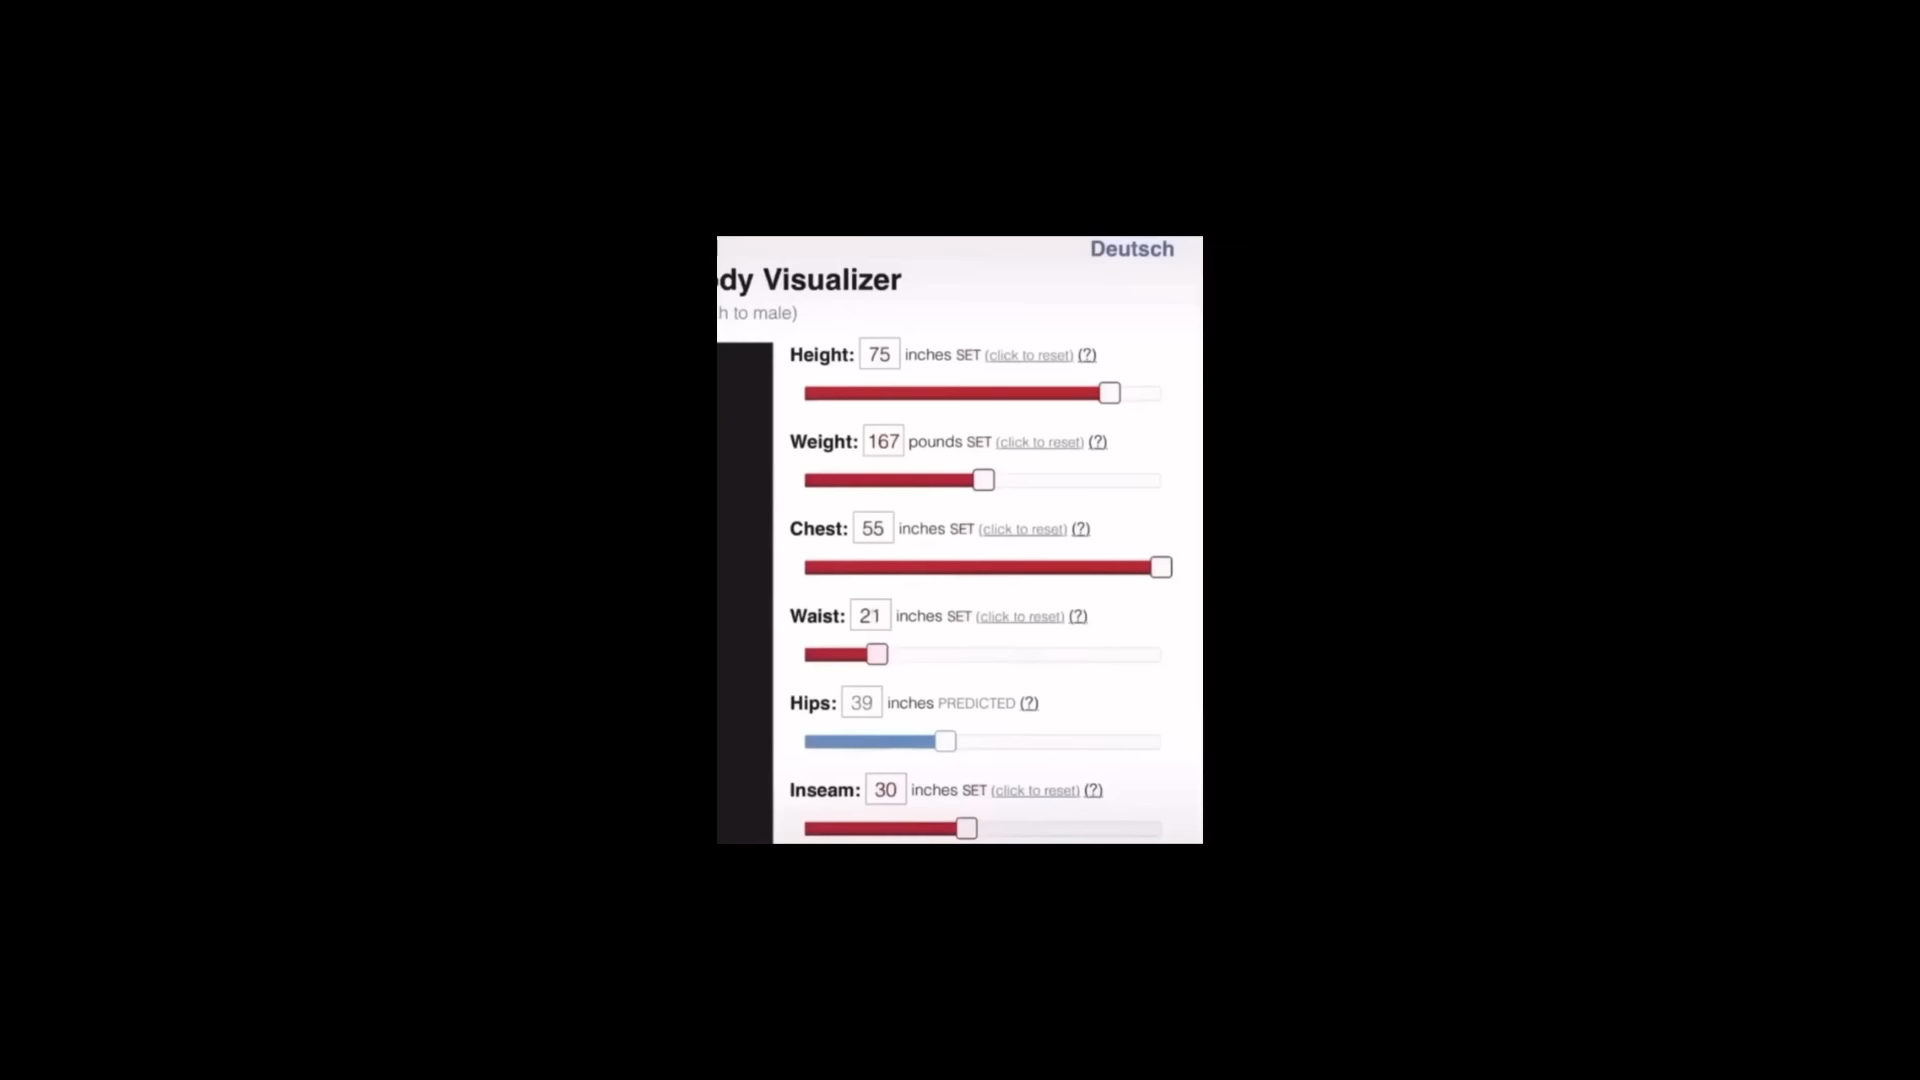 Deutsch
dy Visualizer
h to male)
Height: 75 inches SET (click to reset) (?)
Weight: 167 pounds SET (click to reset) (?)
Chest: 55 inches SET (click to reset) (?)
Waist: 21 inches SET (click to reset) (?)
Hips: 39 inches PREDICTED (?)
Inseam: 30 inches SET (click to reset) (?)